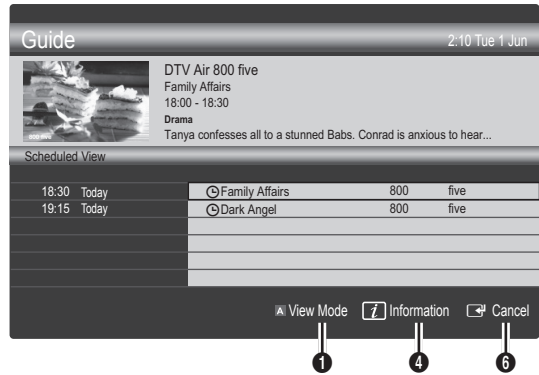 Guide 2:10 Tue 1 Jun
DTV Air 800 five
Family Affairs
18:00 - 18:30
Drama
Tanya confesses all to a stunned Babs. Conrad is anxious to hear...
800 five
Scheduled View
18:30 Today Family Affairs 800 five
19:15 Today Dark Angel 800 five
A View Mode i Information Cancel
1 4 6